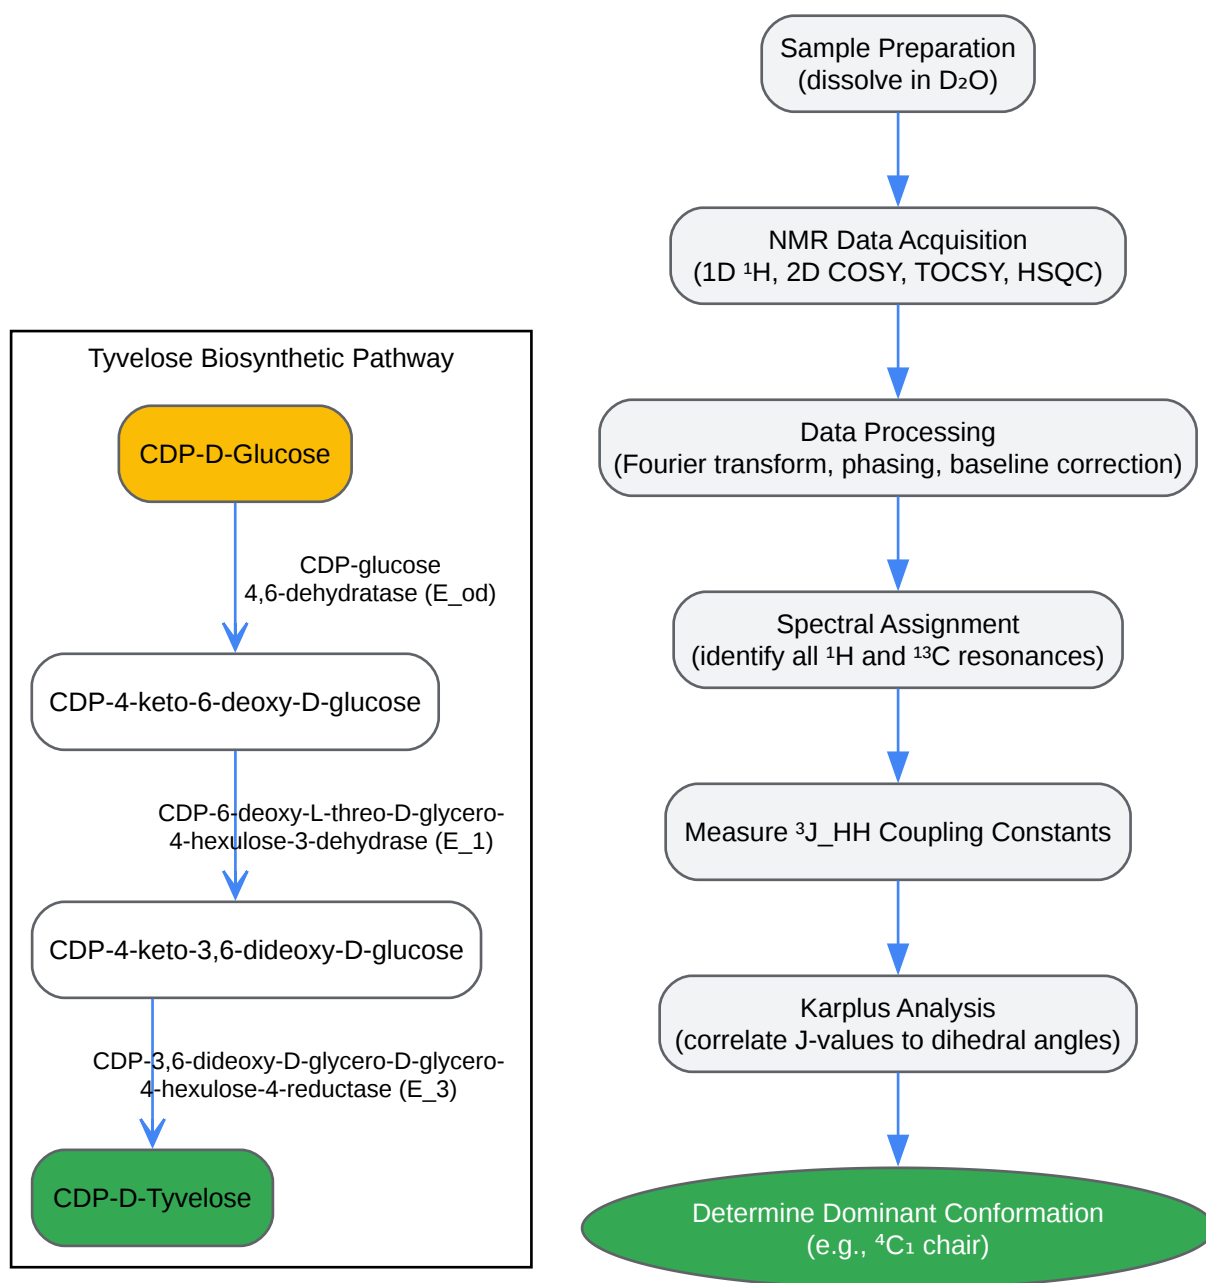 Tyvelose Biosynthetic Pathway
CDP-D-Glucose
CDP-glucose
4,6-dehydratase (E_od)
CDP-4-keto-6-deoxy-D-glucose
CDP-6-deoxy-L-threo-D-glycero-
4-hexulose-3-dehydrase (E_1)
CDP-4-keto-3,6-dideoxy-D-glucose
CDP-3,6-dideoxy-D-glycero-D-glycero-
4-hexulose-4-reductase (E_3)
CDP-D-Tyvelose
Sample Preparation
(dissolve in D₂O)
NMR Data Acquisition
(1D ¹H, 2D COSY, TOCSY, HSQC)
Data Processing
(Fourier transform, phasing, baseline correction)
Spectral Assignment
(identify all ¹H and ¹³C resonances)
Measure ³J_HH Coupling Constants
Karplus Analysis
(correlate J-values to dihedral angles)
Determine Dominant Conformation
(e.g., ⁴C₁ chair)